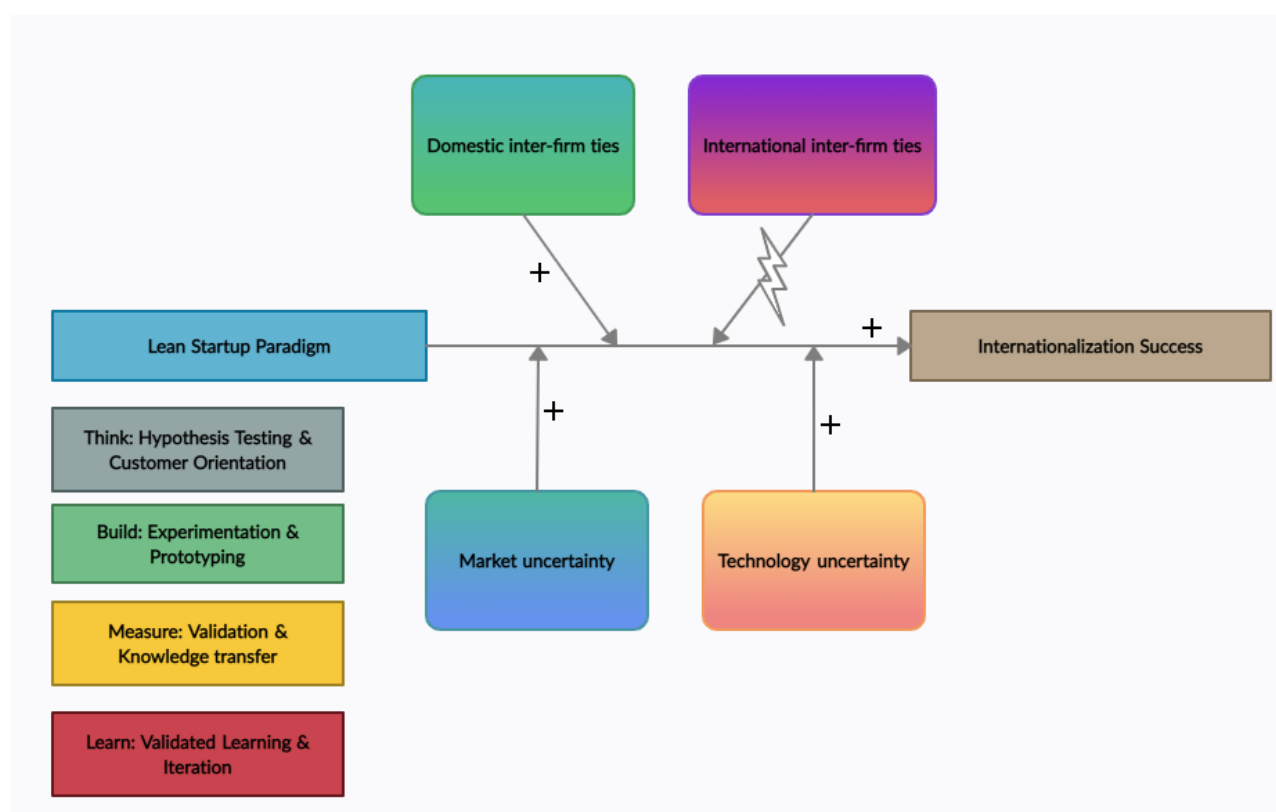 Domestic inter-firm ties
International inter-firm ties
+
+
Lean Startup Paradigm
Internationalization Success
+
+
Think: Hypothesis Testing &
Customer Orientation
Build: Experimentation &
Prototyping
Market uncertainty
Technology uncertainty
Measure: Validation &
Knowledge transfer
Learn: Validated Learning &
Iteration